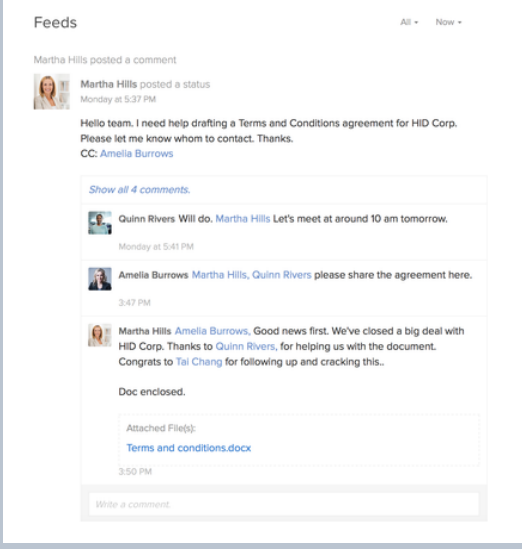 Feeds
All
Now
Martha Hills posted a comment
Martha Hills posted a status
Monday at 5:37 PM
Hello team. I need help drafting a Terms and Conditions agreement for HID Corp.
Please let me know whom to contact. Thanks.
CC: Amelia Burrows
Show all 4 comments.
Quinn Rivers Will do. Martha Hills Let's meet at around 10 am tomorrow.
Monday at 5:41 PM
Amelia Burrows Martha Hills, Quinn Rivers please share the agreement here.
3:47 PM
Martha Hills Amelia Burrows, Good news first. We've closed a big deal with
HID Corp. Thanks to Quinn Rivers, for helping us with the document.
Congrats to Tai Chang for following up and cracking this..
Doc enclosed.
Attached File(s):
Terms and conditions.docx
3:50 PM
Write a comment.